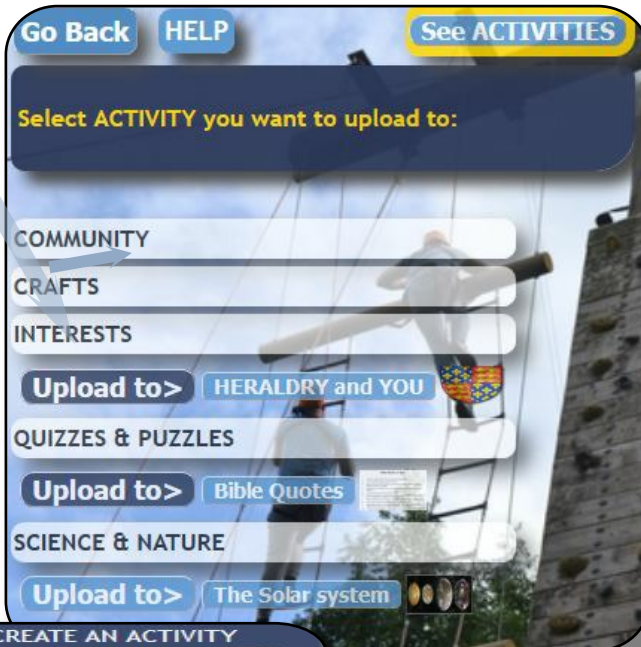 Go Back HELP See ACTIVITIES
Select ACTIVITY you want to upload to:
COMMUNITY
CRAFTS
INTERESTS
Upload to> HERALDRY and YOU
QUIZZES & PUZZLES
Upload to> Bible Quotes
SCIENCE & NATURE
Upload to> The Solar system
CREATE AN ACTIVITY